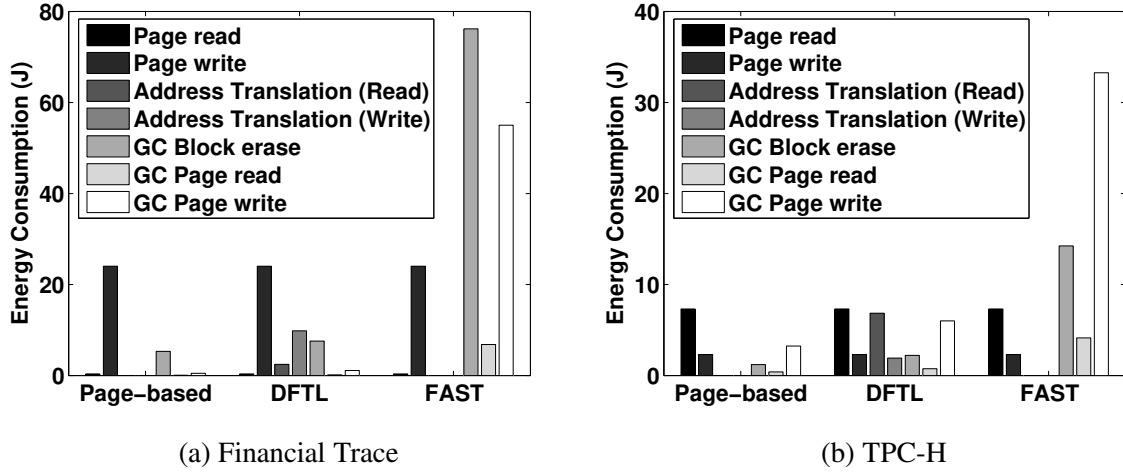 80
60
40
20
0
Energy Consumption (J)
Page read
Page write
Address Translation (Read)
Address Translation (Write)
GC Block erase
GC Page read
GC Page write
Page−based
DFTL
FAST
(a) Financial Trace
40
30
20
10
0
Energy Consumption (J)
Page read
Page write
Address Translation (Read)
Address Translation (Write)
GC Block erase
GC Page read
GC Page write
Page−based
DFTL
FAST
(b) TPC-H